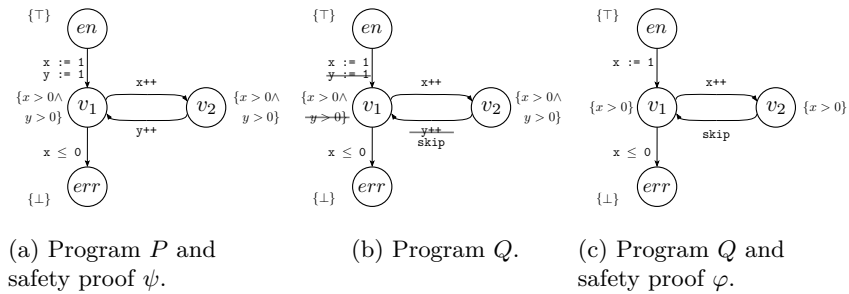 {⊤}
en
x := 1
y := 1
{x > 0∧
y > 0}
v1
x++
v2
{x > 0∧
y > 0}
y++
x ≤ 0
{⊥}
err
(a) Program P and
safety proof ψ.
{⊤}
en
x := 1
y := 1
{x > 0∧
y > 0}
v1
x++
v2
{x > 0∧
y > 0}
y++
skip
x ≤ 0
{⊥}
err
(b) Program Q.
{⊤}
en
x := 1
{x > 0}
v1
x++
v2
{x > 0}
skip
x ≤ 0
{⊥}
err
(c) Program Q and
safety proof φ.